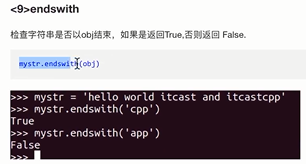 <9>endswith
检查字符串是否以obj结束，如果是返回True,否则返回 False.
mystr.endswith(obj)
>>> mystr = 'hello world itcast and itcastcpp'
>>> mystr.endswith('cpp')
True
>>> mystr.endswith('app')
False
>>>